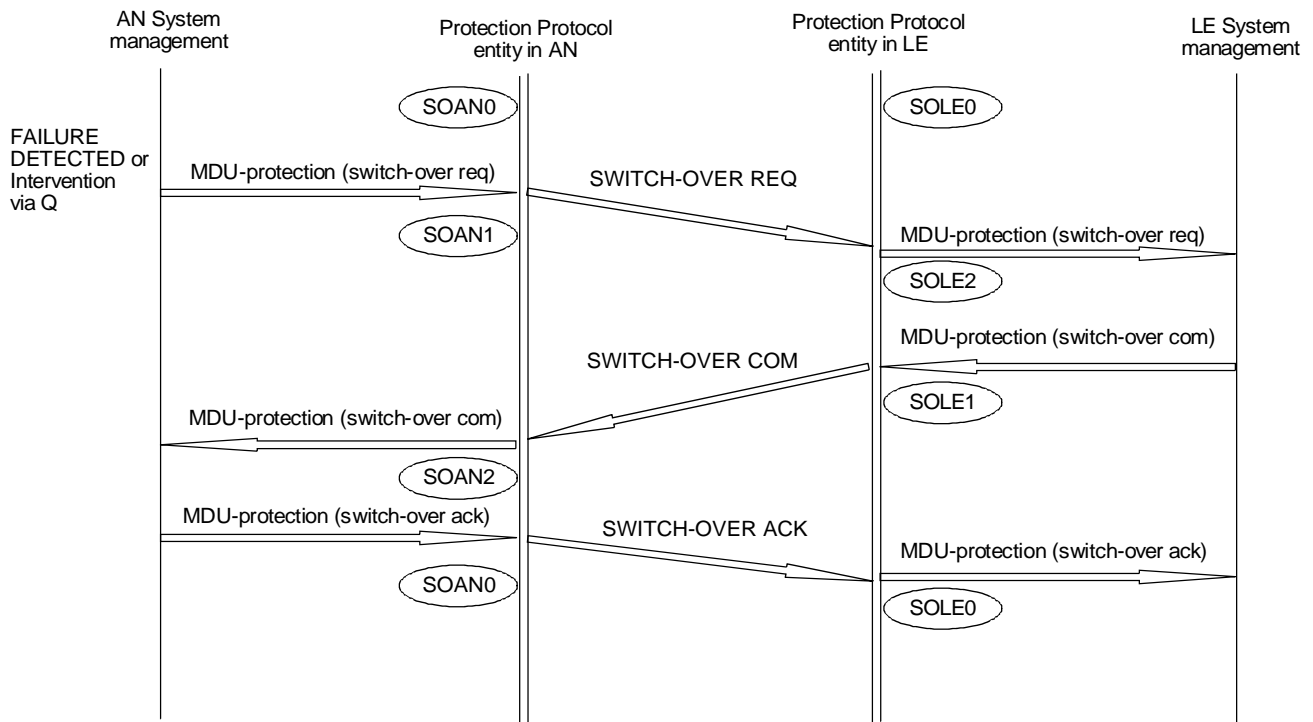 AN System
management
Protection Protocol
entity in AN
Protection Protocol
entity in LE
LE System
management
SOAN0
SOLE0
FAILURE
DETECTED or
Intervention
via Q
MDU-protection (switch-over req)
SWITCH-OVER REQ
SOAN1
MDU-protection (switch-over req)
SOLE2
MDU-protection (switch-over com)
SWITCH-OVER COM
SOLE1
MDU-protection (switch-over com)
SOAN2
MDU-protection (switch-over ack)
SWITCH-OVER ACK
MDU-protection (switch-over ack)
SOAN0
SOLE0